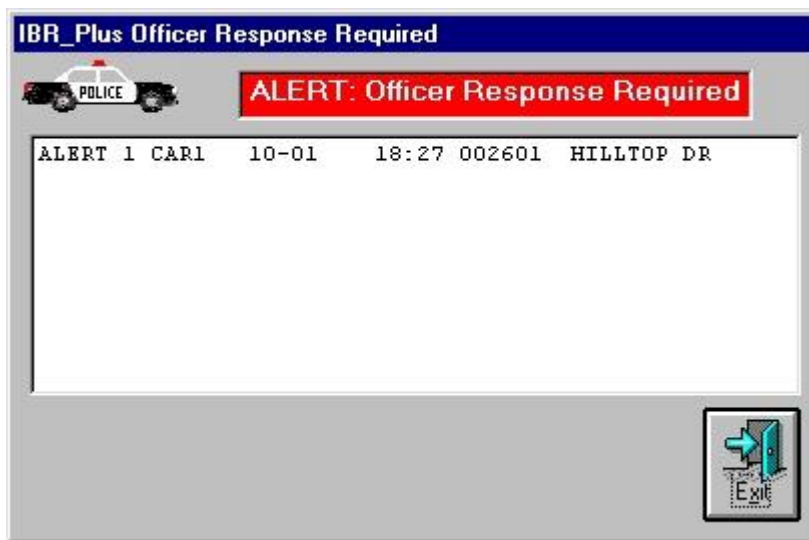 IBR_Plus Officer Response Required
POLICE
ALERT: Officer Response Required
ALERT 1 CAR1 10-01 18:27 002601 HILLTOP DR
Exit